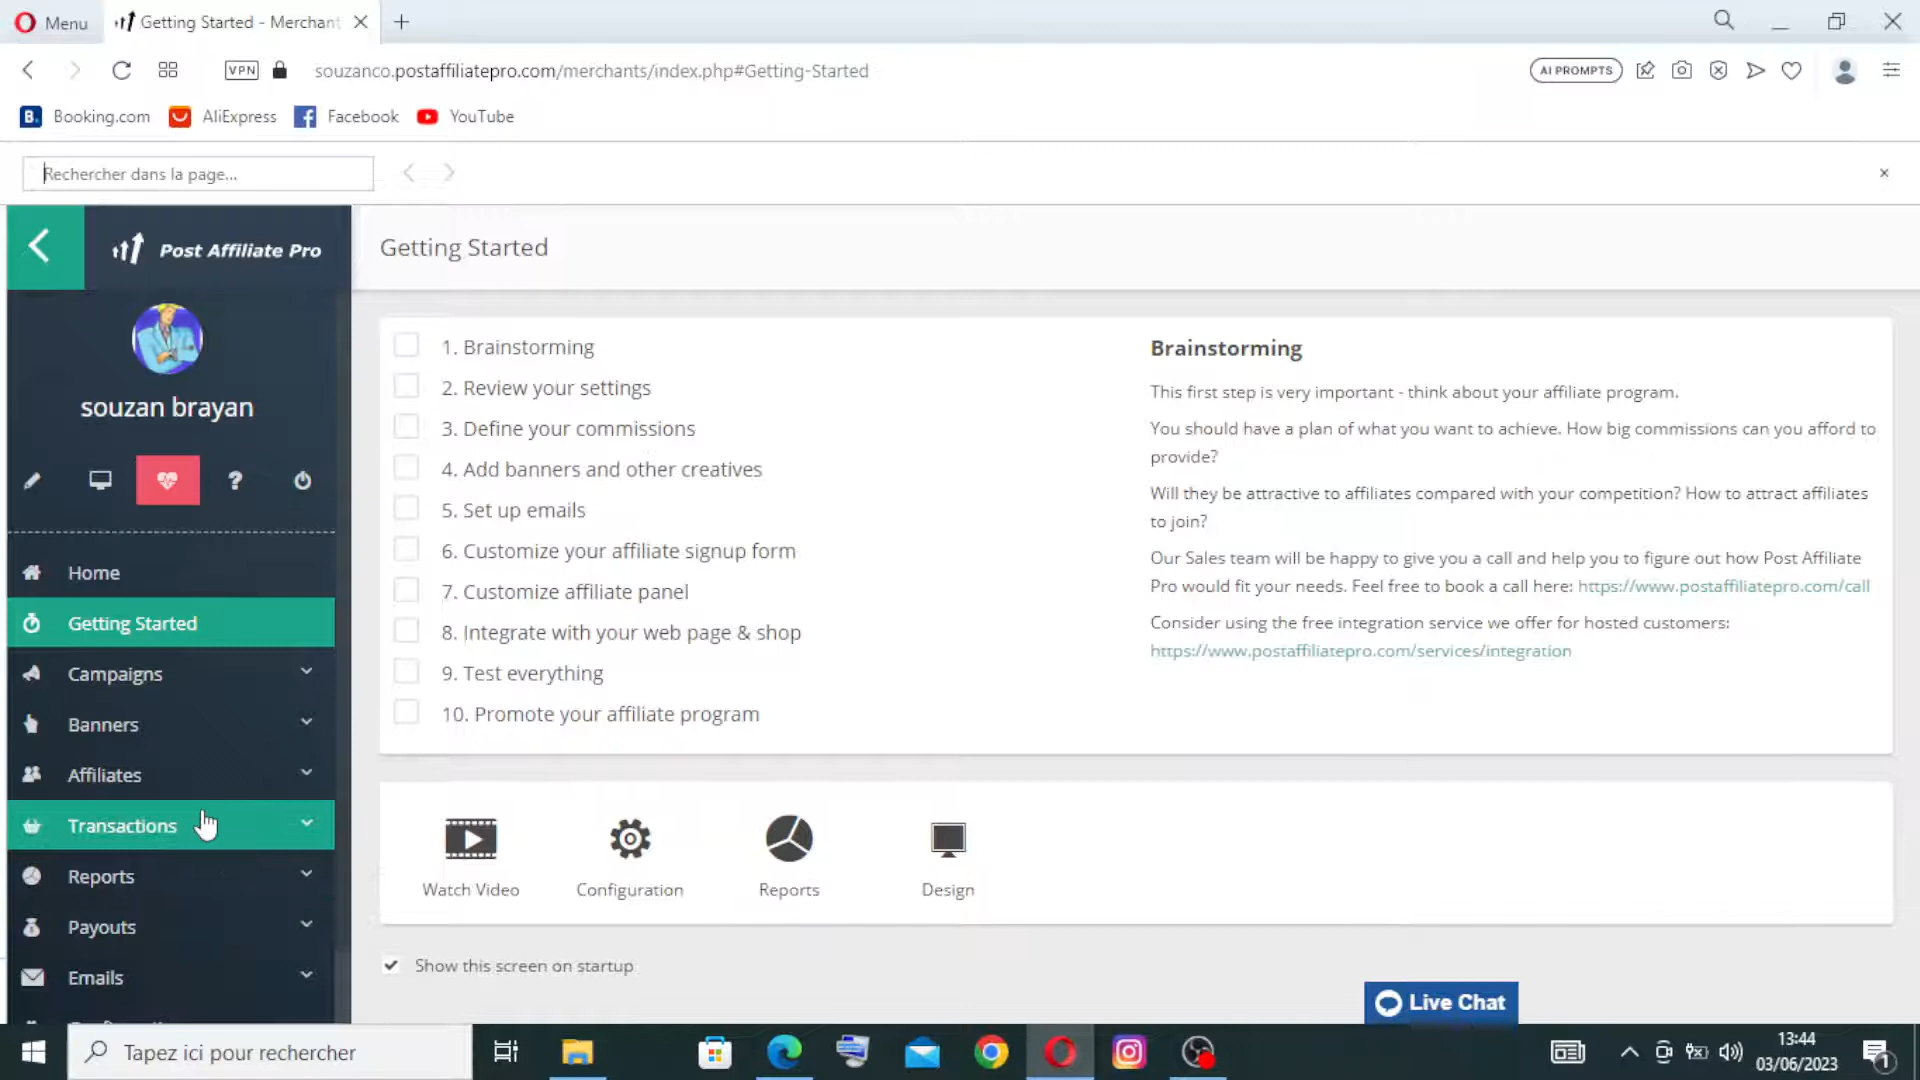 Menu
Getting Started - Merchant
VPN
souzanco.postaffiliatepro.com/merchants/index.php#Getting-Started
AI PROMPTS
B. Booking.com
AliExpress
Facebook
YouTube
Rechercher dans la page...
Post Affiliate Pro
Getting Started
souzan brayan
Home
Getting Started
Campaigns
Banners
Affiliates
Transactions
Reports
Payouts
Emails
1. Brainstorming
2. Review your settings
3. Define your commissions
4. Add banners and other creatives
5. Set up emails
6. Customize your affiliate signup form
7. Customize affiliate panel
8. Integrate with your web page & shop
9. Test everything
10. Promote your affiliate program
Brainstorming
This first step is very important - think about your affiliate program.
You should have a plan of what you want to achieve. How big commissions can you afford to
provide?
Will they be attractive to affiliates compared with your competition? How to attract affiliates
to join?
Our Sales team will be happy to give you a call and help you to figure out how Post Affiliate
Pro would fit your needs. Feel free to book a call here: https://www.postaffiliatepro.com/call
Consider using the free integration service we offer for hosted customers:
https://www.postaffiliatepro.com/services/integration
Watch Video
Configuration
Reports
Design
Show this screen on startup
Live Chat
Tapez ici pour rechercher
13:44
03/06/2023
1